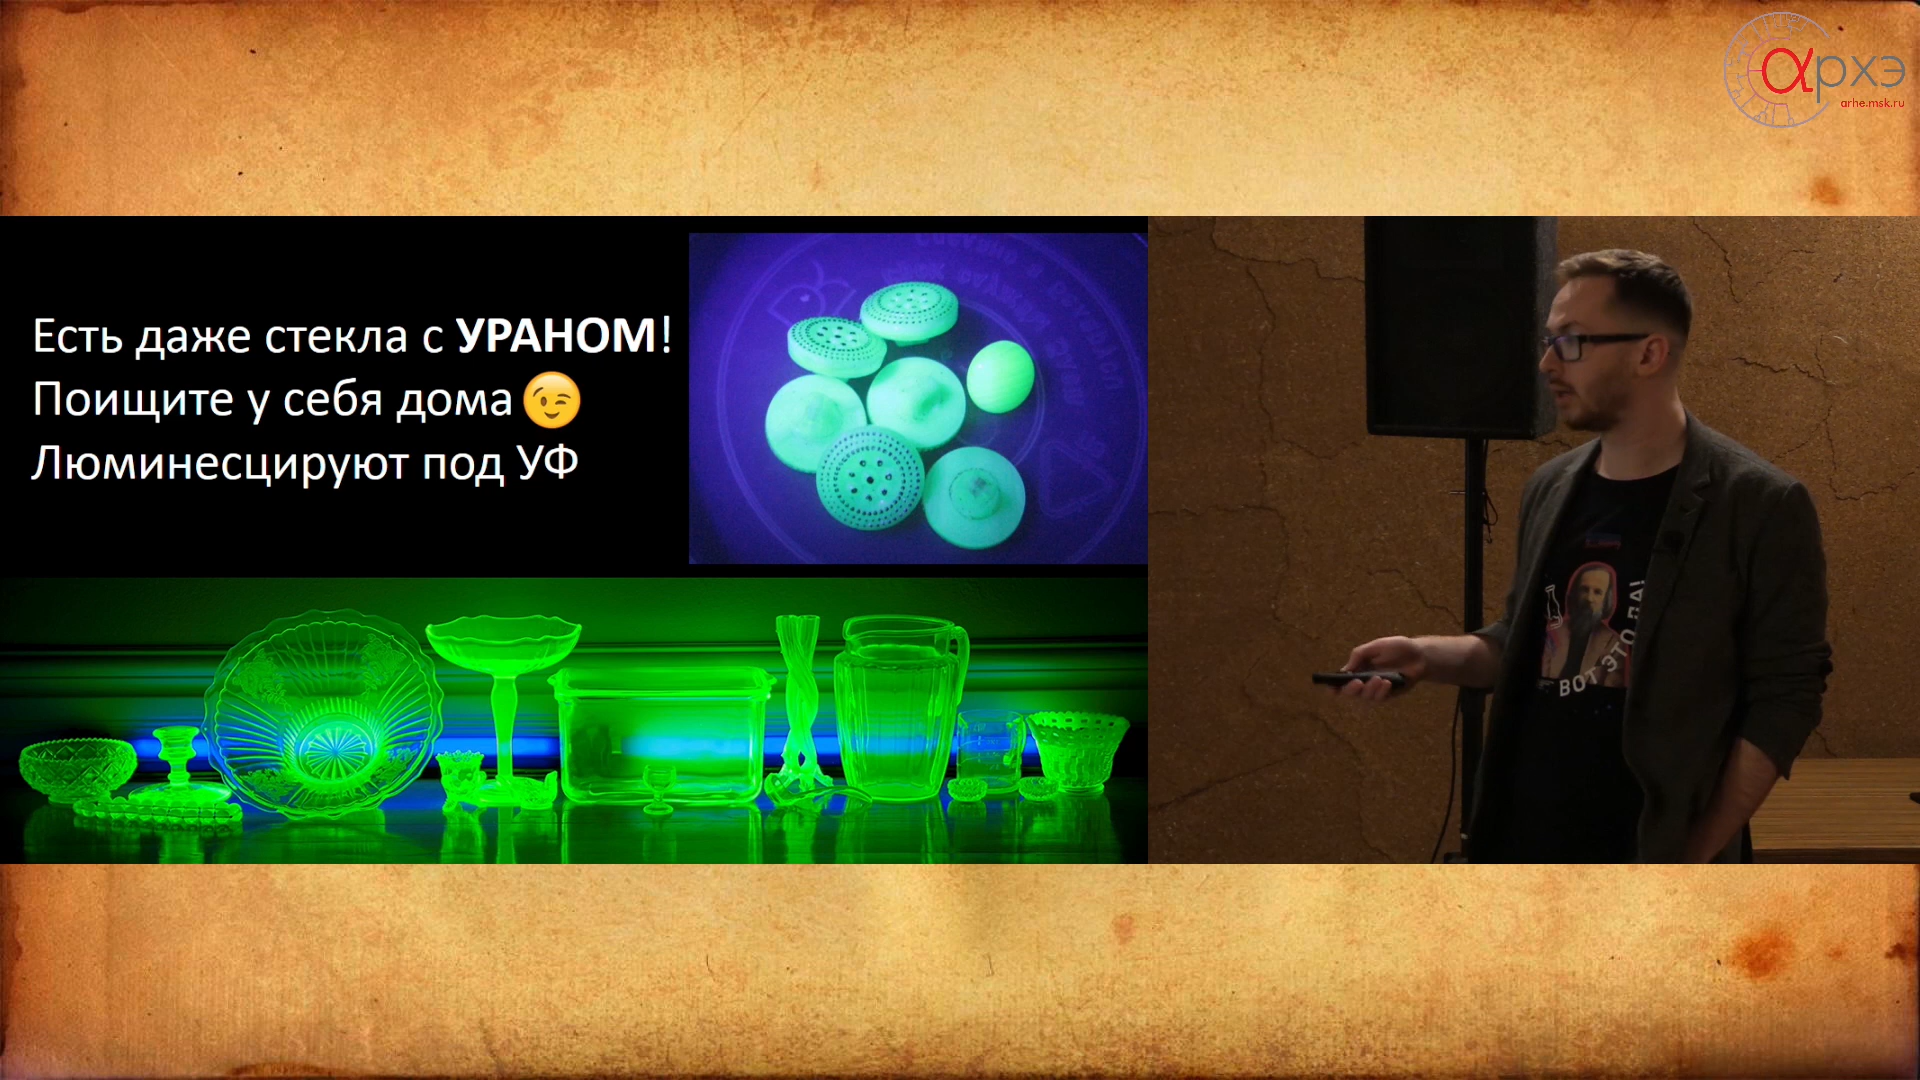 αрхэ
arhe.msk.ru
Есть даже стекла с УРАНОМ!
Поищите у себя дома😉
Люминесцируют под УФ
ВОТ ЭТО ДА!